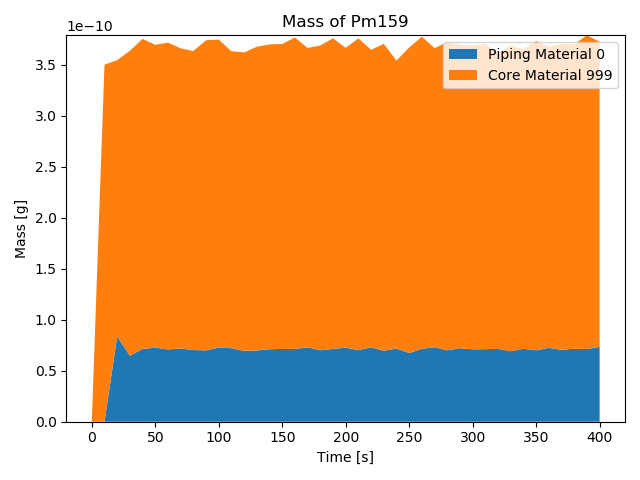 Mass of Pm159
1e−10
Piping Material 0
Core Material 999
3.5
3.0
2.5
2.0
1.5
1.0
0.5
0.0
Mass [g]
0 50 100 150 200 250 300 350 400
Time [s]